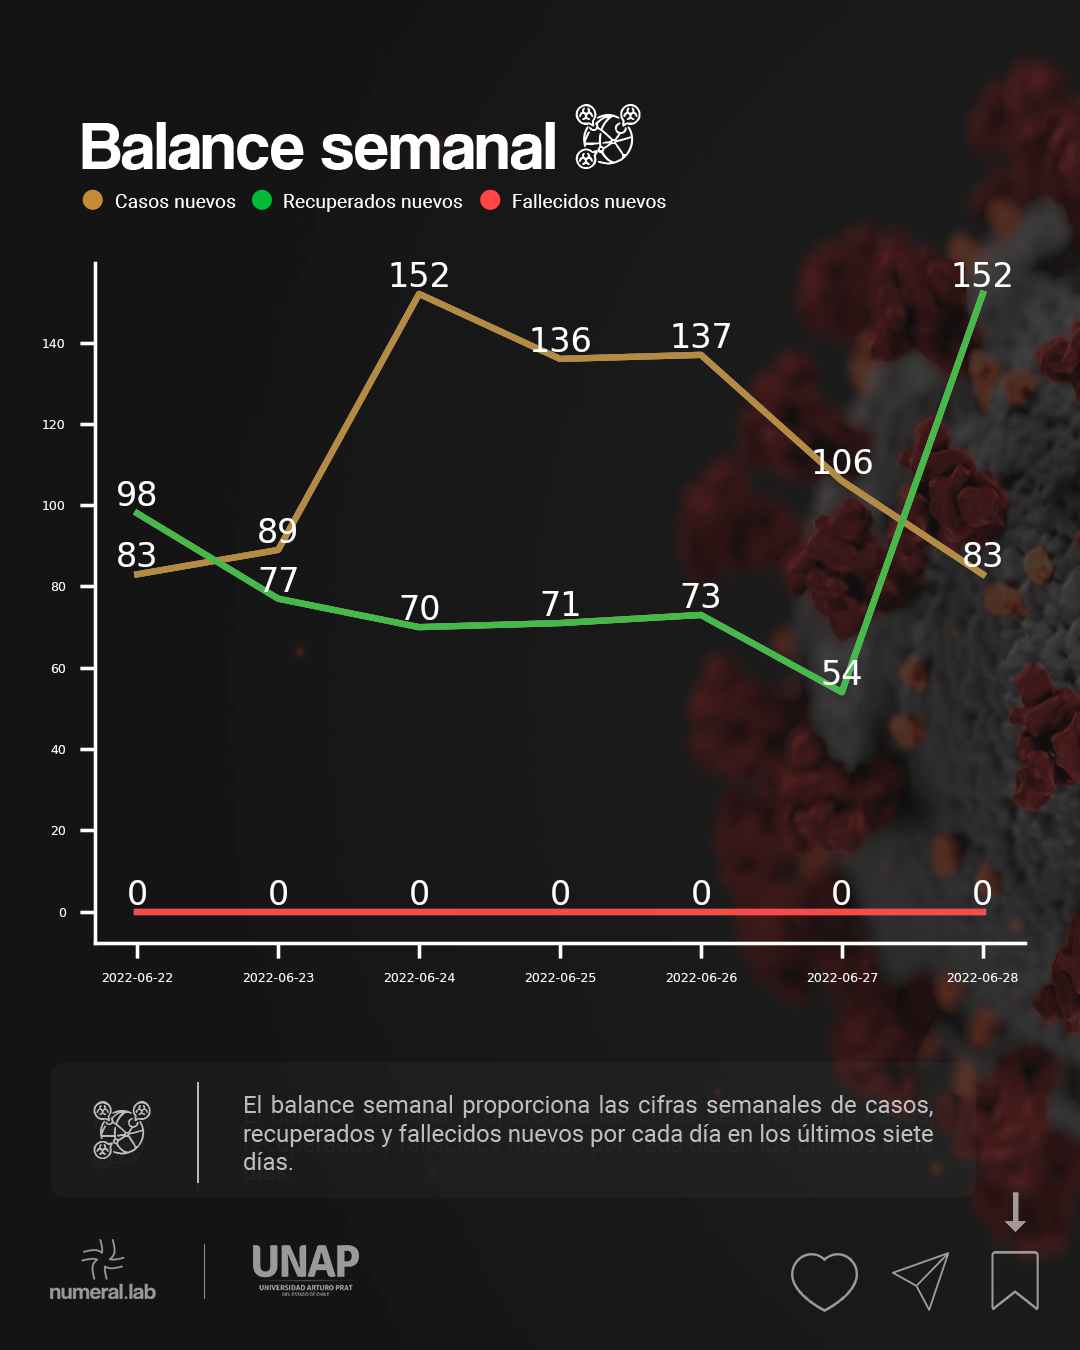 Balance semanal
Casos nuevos Recuperados nuevos Fallecidos nuevos
152 152
140
136 137
120
106
100
98
89
83 83
80
77
70 71 73
60
54
40
20
0 0 0 0 0 0 0
0
2022-06-22 2022-06-23 2022-06-24 2022-06-25 2022-06-26 2022-06-27 2022-06-28
El balance semanal proporciona las cifras semanales de casos,
recuperados y fallecidos nuevos por cada día en los últimos siete
días.
numeral.lab
UNAP
UNIVERSIDAD ARTURO PRAT
DEL ESTADO DE CHILE